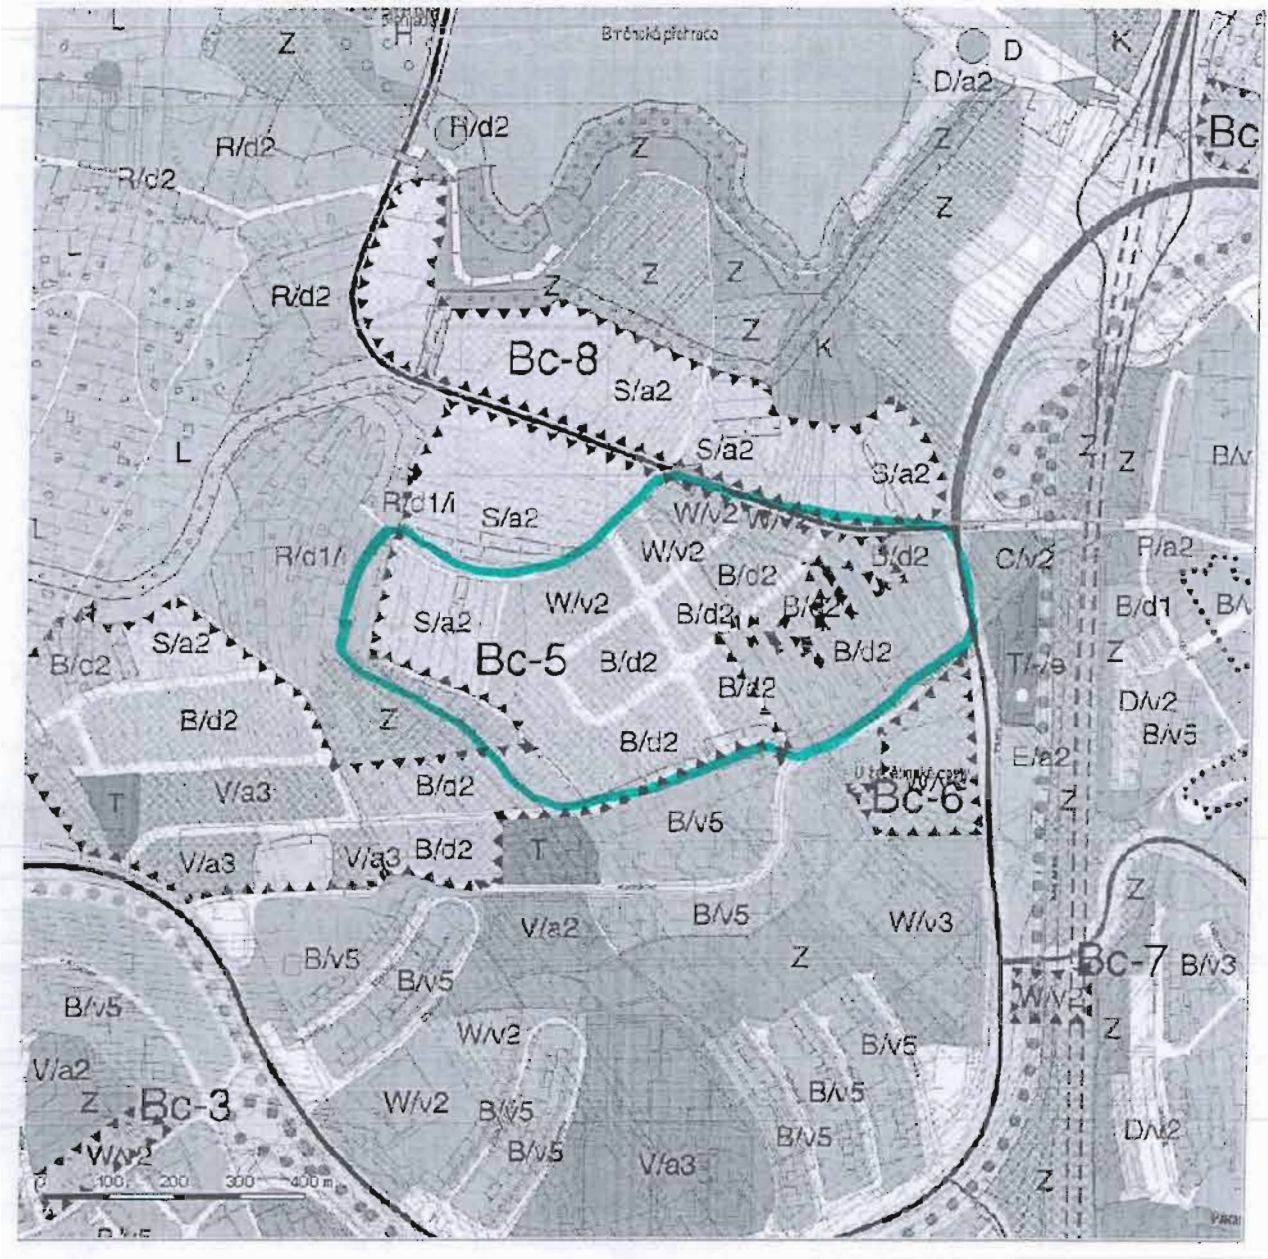 L
Z
H
Brněnská přehrada
D
K
D/a2
L
Bc
R/d2
R/d2
Z
Z
R/d2
Z
L
R/d2
Z
Z
Z
Z
K
Bc-8
S/a2
S/a2
S/a2
L
Z
Z
B/v
R/d1/i
S/a2
W/v2
L
R/d1/i
W/v2
B/d2
B/d2
C/v2
W/v2
B/d2
B/d2
B/d1
S/a2
S/a2
Bc-5
B/d2
B/d2
T/-/e
Z
B/d2
D/v2
B/d2
Z
B/d2
B/v5
B/d2
E/a2
T
V/a3
Bc-6
Z
B/v5
V/a3
V/a3
B/d2
T
V/a2
B/v5
W/v3
Z
B/v5
Z
B/v5
Bc-7
B/v3
B/v5
W/v2
W/v2
B/v5
Z
V/a2
Z
Bc-3
W/v2
B/v5
B/v5
B/v5
B/v5
D/v2
W/v2
V/a3
Z
0 100 200 300 400 m
B/v5